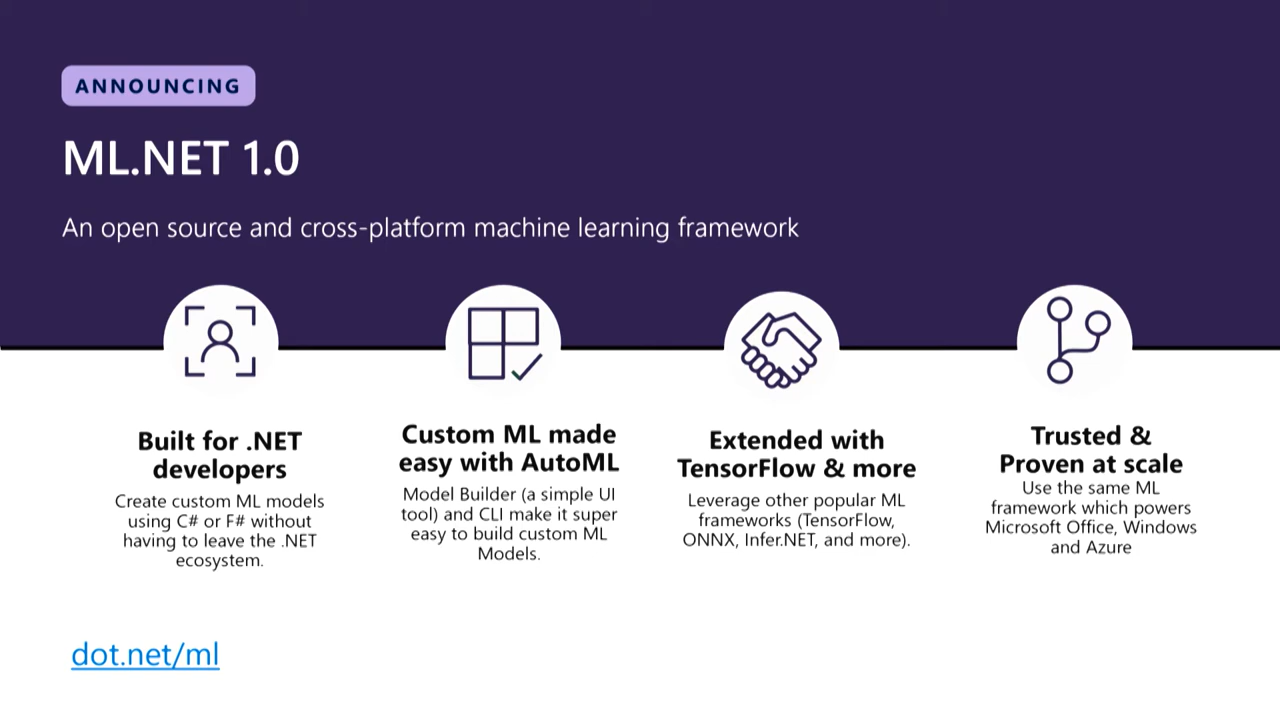 ANNOUNCING
ML.NET 1.0
An open source and cross-platform machine learning framework
Built for .NET
developers
Create custom ML models
using C# or F# without
having to leave the .NET
ecosystem.
Custom ML made
easy with AutoML
Model Builder (a simple UI
tool) and CLI make it super
easy to build custom ML
Models.
Extended with
TensorFlow & more
Leverage other popular ML
frameworks (TensorFlow,
ONNX, Infer.NET, and more).
Trusted &
Proven at scale
Use the same ML
framework which powers
Microsoft Office, Windows
and Azure
dot.net/ml